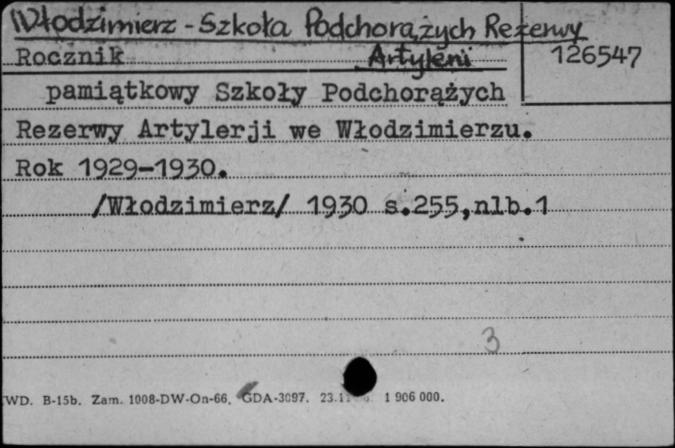 Włodzimierz - Szkoła Podchorążych Rezerwy
Rocznik Artylerii 126547
pamiątkowy Szkoły Podchorążych
Rezerwy Artylerji we Włodzimierzu.
Rok 1929-1930.
/Włodzimierz/ 1930 s.255,nlb.1
3
WD. B-15b. Zam. 1008-DW-On-66. GDA-3097. 1 906 000.